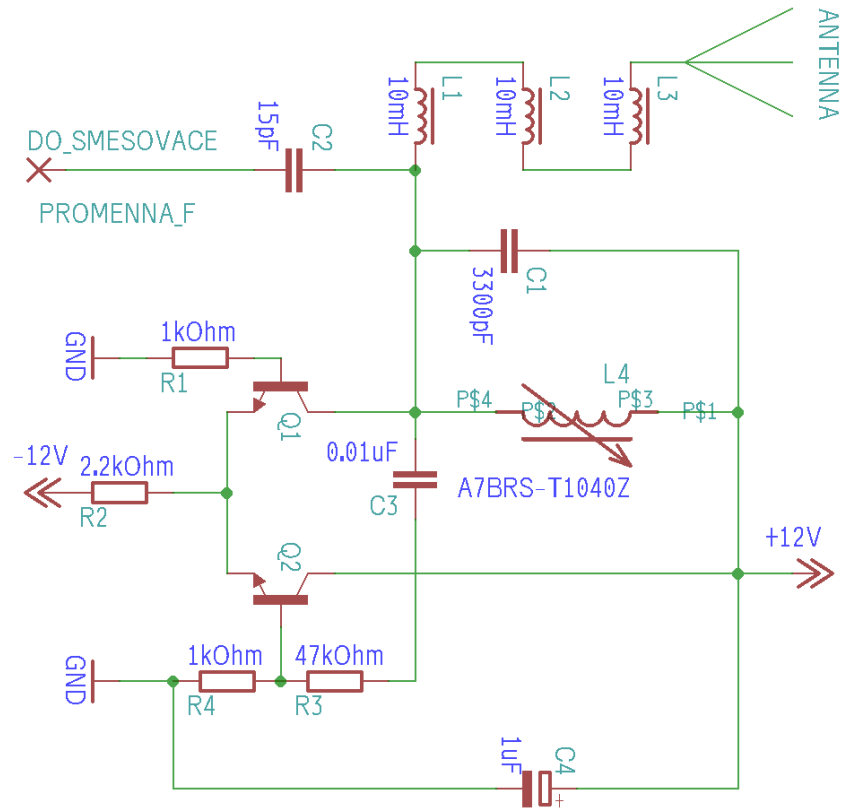 ANTENNA
L1
10mH
L2
10mH
L3
10mH
15pF
C2
DO_SMESOVACE
PROMENNA_F
C1
3300pF
GND
1kOhm
R1
Q1
L4
P$4
P$2
P$3
P$1
A7BRS-T1040Z
0.01uF
C3
-12V
2.2kOhm
R2
Q2
+12V
GND
1kOhm
R4
47kOhm
R3
1uF
C4
+